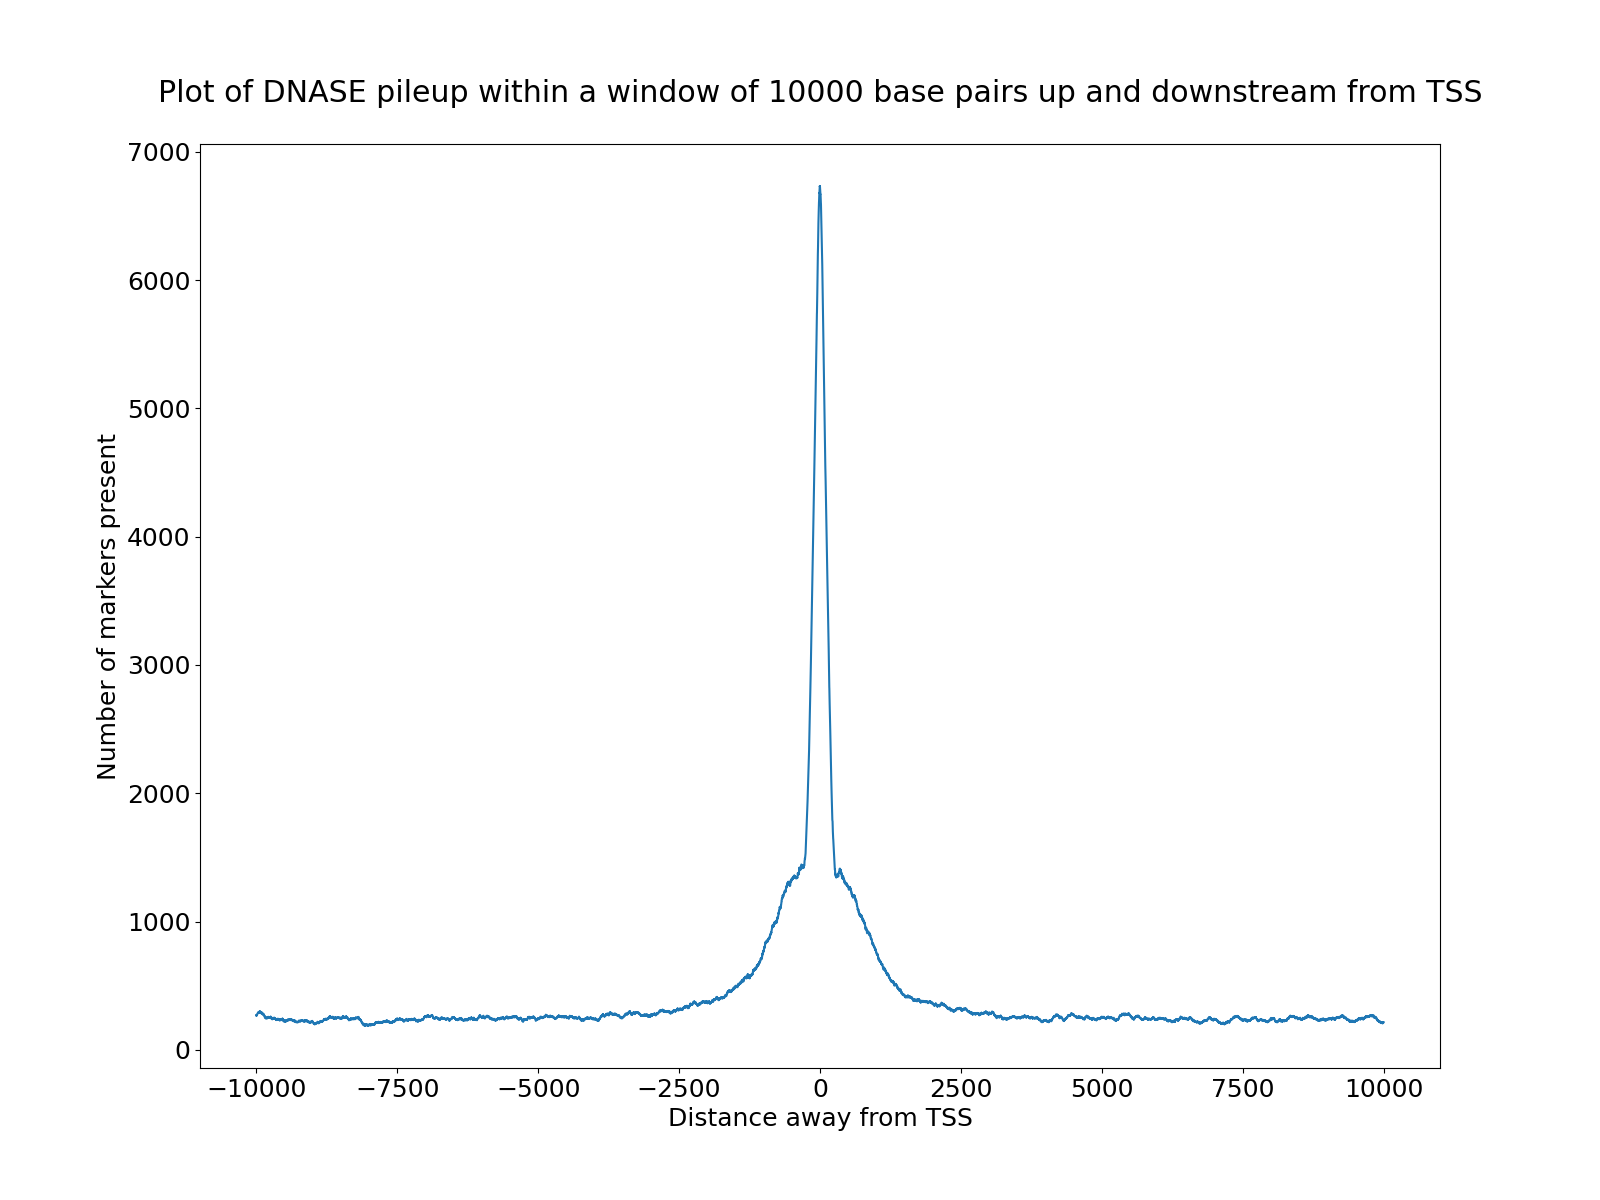 Plot of DNASE pileup within a window of 10000 base pairs up and downstream from TSS
7000
6000
5000
4000
3000
2000
1000
0
Number of markers present
−10000 −7500 −5000 −2500 0 2500 5000 7500 10000
Distance away from TSS